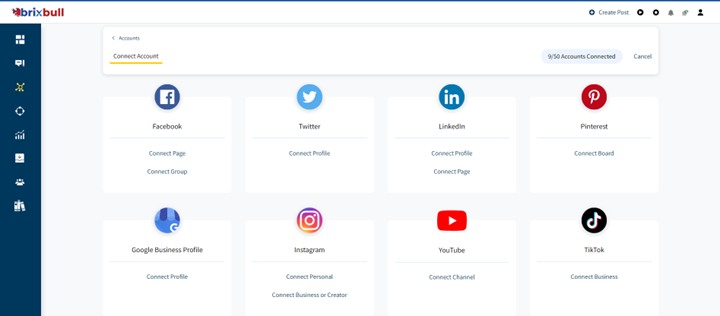 brixbull
Create Post
Accounts
Connect Account
9/50 Accounts Connected
Cancel
Facebook
Twitter
LinkedIn
Pinterest
Connect Page
Connect Profile
Connect Profile
Connect Board
Connect Group
Connect Page
Google Business Profile
Instagram
YouTube
TikTok
Connect Profile
Connect Personal
Connect Channel
Connect Business
Connect Business or Creator